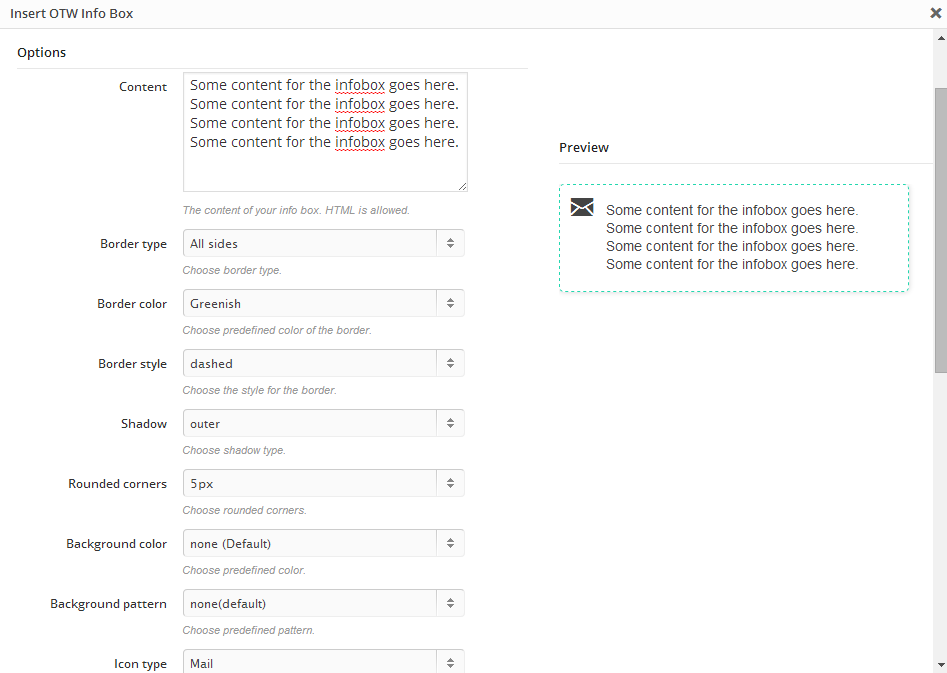 Insert OTW Info Box
Options
Content
Some content for the infobox goes here.
Some content for the infobox goes here.
Some content for the infobox goes here.
Some content for the infobox goes here.
The content of your info box. HTML is allowed.
Border type
All sides
Choose border type.
Border color
Greenish
Choose predefined color of the border.
Border style
dashed
Choose the style for the border.
Shadow
outer
Choose shadow type.
Rounded corners
5px
Choose rounded corners.
Background color
none (Default)
Choose predefined color.
Background pattern
none(default)
Choose predefined pattern.
Icon type
Mail
Preview
Some content for the infobox goes here.
Some content for the infobox goes here.
Some content for the infobox goes here.
Some content for the infobox goes here.